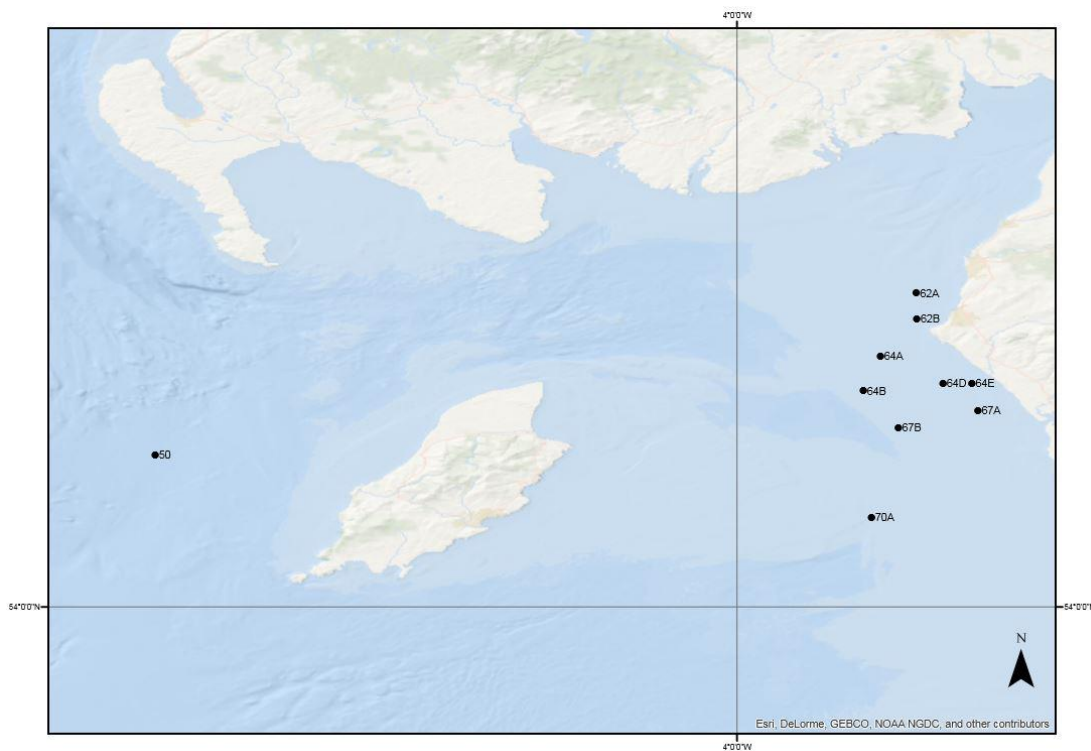 4°0'0"W
62A
62B
64A
64D
64E
64B
67A
67B
50
70A
54°0'0"N
54°0'0"N
N
Esri, DeLorme, GEBCO, NOAA NGDC, and other contributors
4°0'0"W